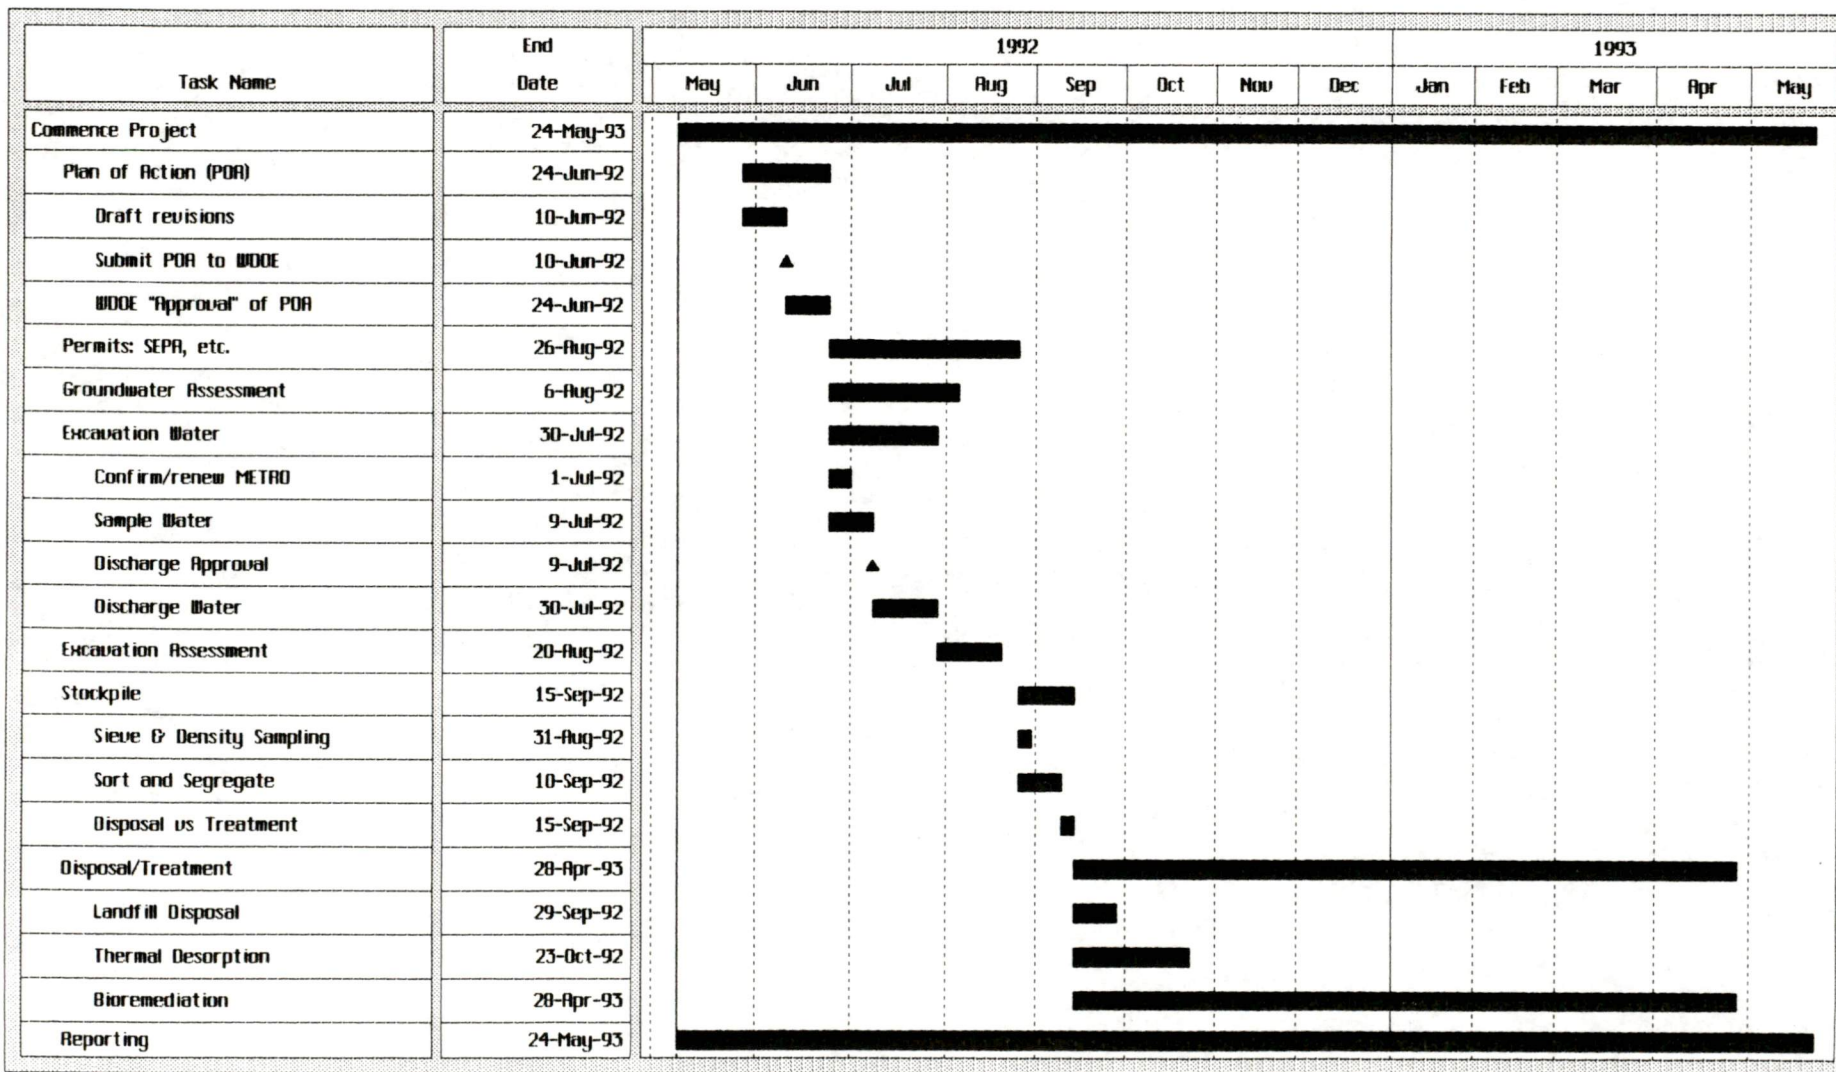 Task Name End Date 1992 1993
May Jun Jul Aug Sep Oct Nov Dec Jan Feb Mar Apr May
Commence Project 24-May-93
Plan of Action (POA) 24-Jun-92
Draft revisions 10-Jun-92
Submit POA to WDOE 10-Jun-92
WDOE "Approval" of POA 24-Jun-92
Permits: SEPA, etc. 26-Aug-92
Groundwater Assessment 6-Aug-92
Excavation Water 30-Jul-92
Confirm/renew METRO 1-Jul-92
Sample Water 9-Jul-92
Discharge Approval 9-Jul-92
Discharge Water 30-Jul-92
Excavation Assessment 20-Aug-92
Stockpile 15-Sep-92
Sieve & Density Sampling 31-Aug-92
Sort and Segregate 10-Sep-92
Disposal vs Treatment 15-Sep-92
Disposal/Treatment 28-Apr-93
Landfill Disposal 29-Sep-92
Thermal Desorption 23-Oct-92
Bioremediation 28-Apr-93
Reporting 24-May-93